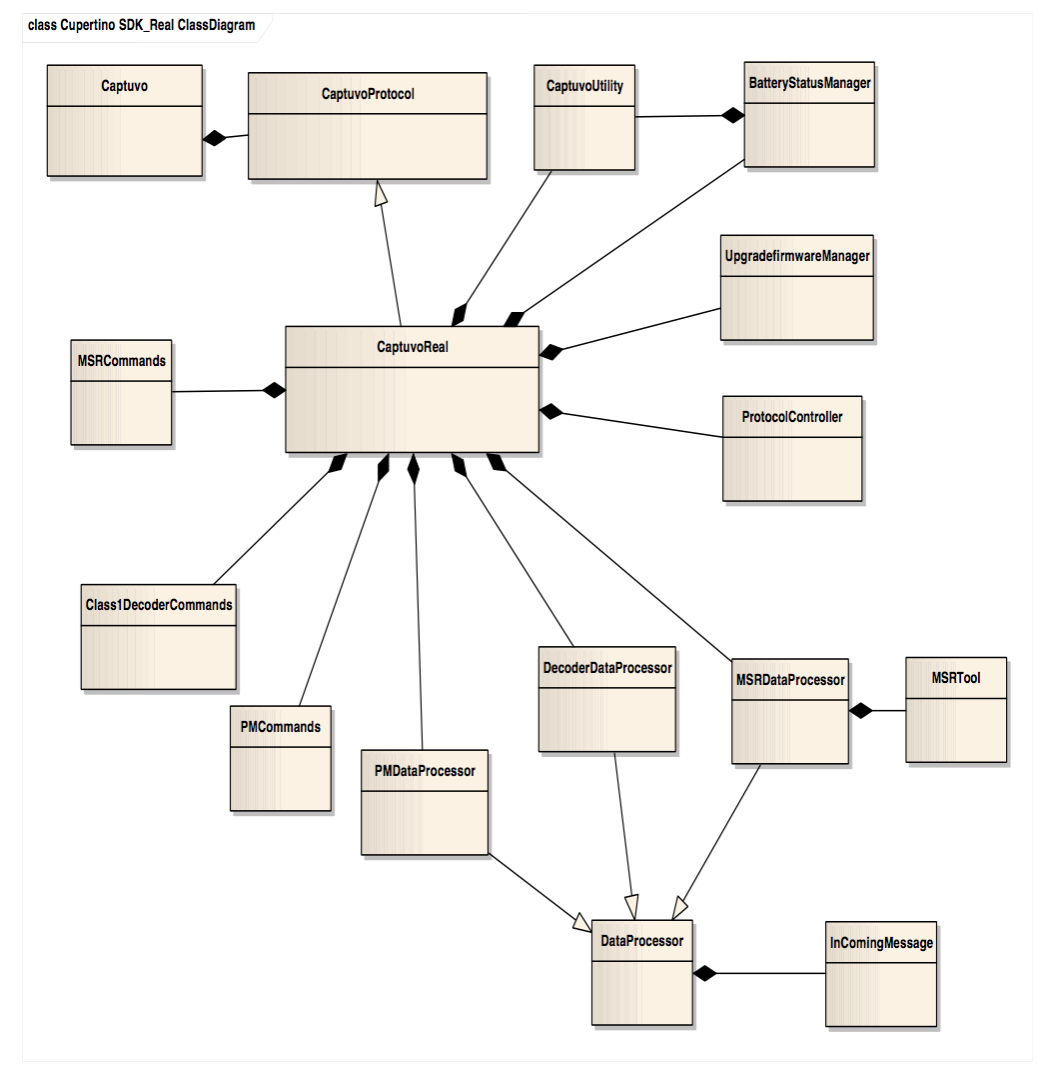 class Cupertino SDK_Real ClassDiagram
Captuvo
CaptuvoProtocol
CaptuvoUtility
BatteryStatusManager
UpgradefirmwareManager
CaptuvoReal
MSRCommands
ProtocolController
Class1DecoderCommands
DecoderDataProcessor
MSRDataProcessor
MSRTool
PMCommands
PMDataProcessor
DataProcessor
InComingMessage